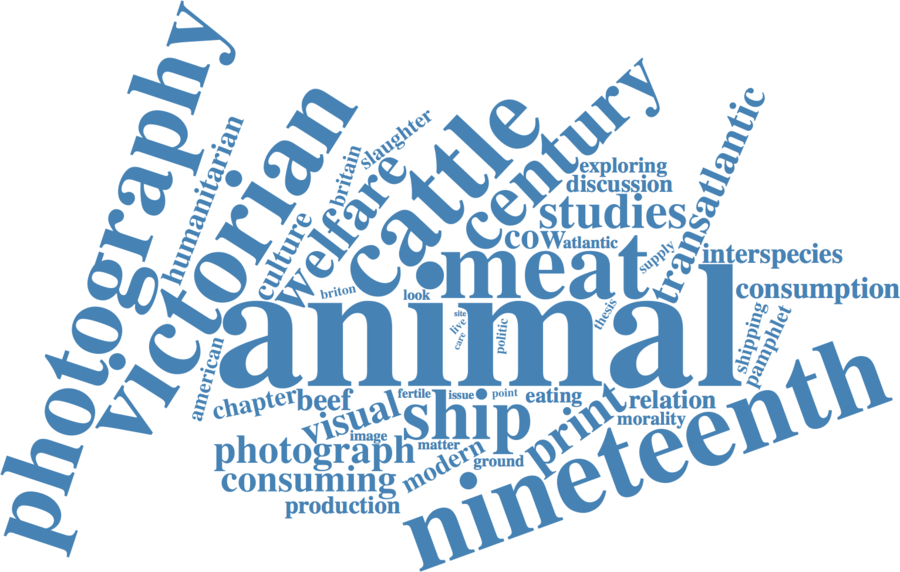 photography
humanitarian
victorian
culture
britain
slaughter
welfare
cattle
century
exploring
discussion
studies
cow
atlantic
transatlantic
supply
meat
interspecies
consumption
briton
look
animal
site
live
care
politic
thesis
shipping
pamphlet
american
chapter
beef
visual
image
fertile
issue
point
eating
ship
print
relation
morality
photograph
matter
modern
ground
consuming
production
nineteenth